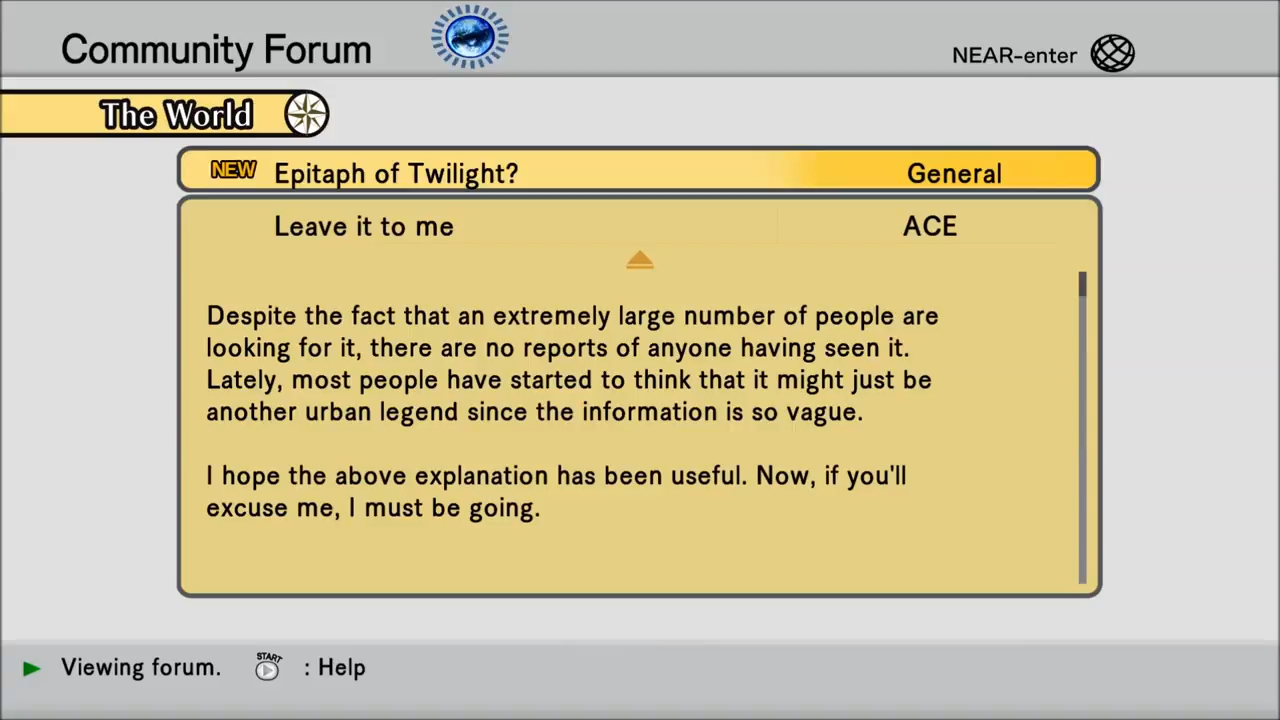 Community Forum
NEAR-enter
The World
NEW Epitaph of Twilight? General
Leave it to me ACE
Despite the fact that an extremely large number of people are
looking for it, there are no reports of anyone having seen it.
Lately, most people have started to think that it might just be
another urban legend since the information is so vague.
I hope the above explanation has been useful. Now, if you'll
excuse me, I must be going.
Viewing forum. START : Help